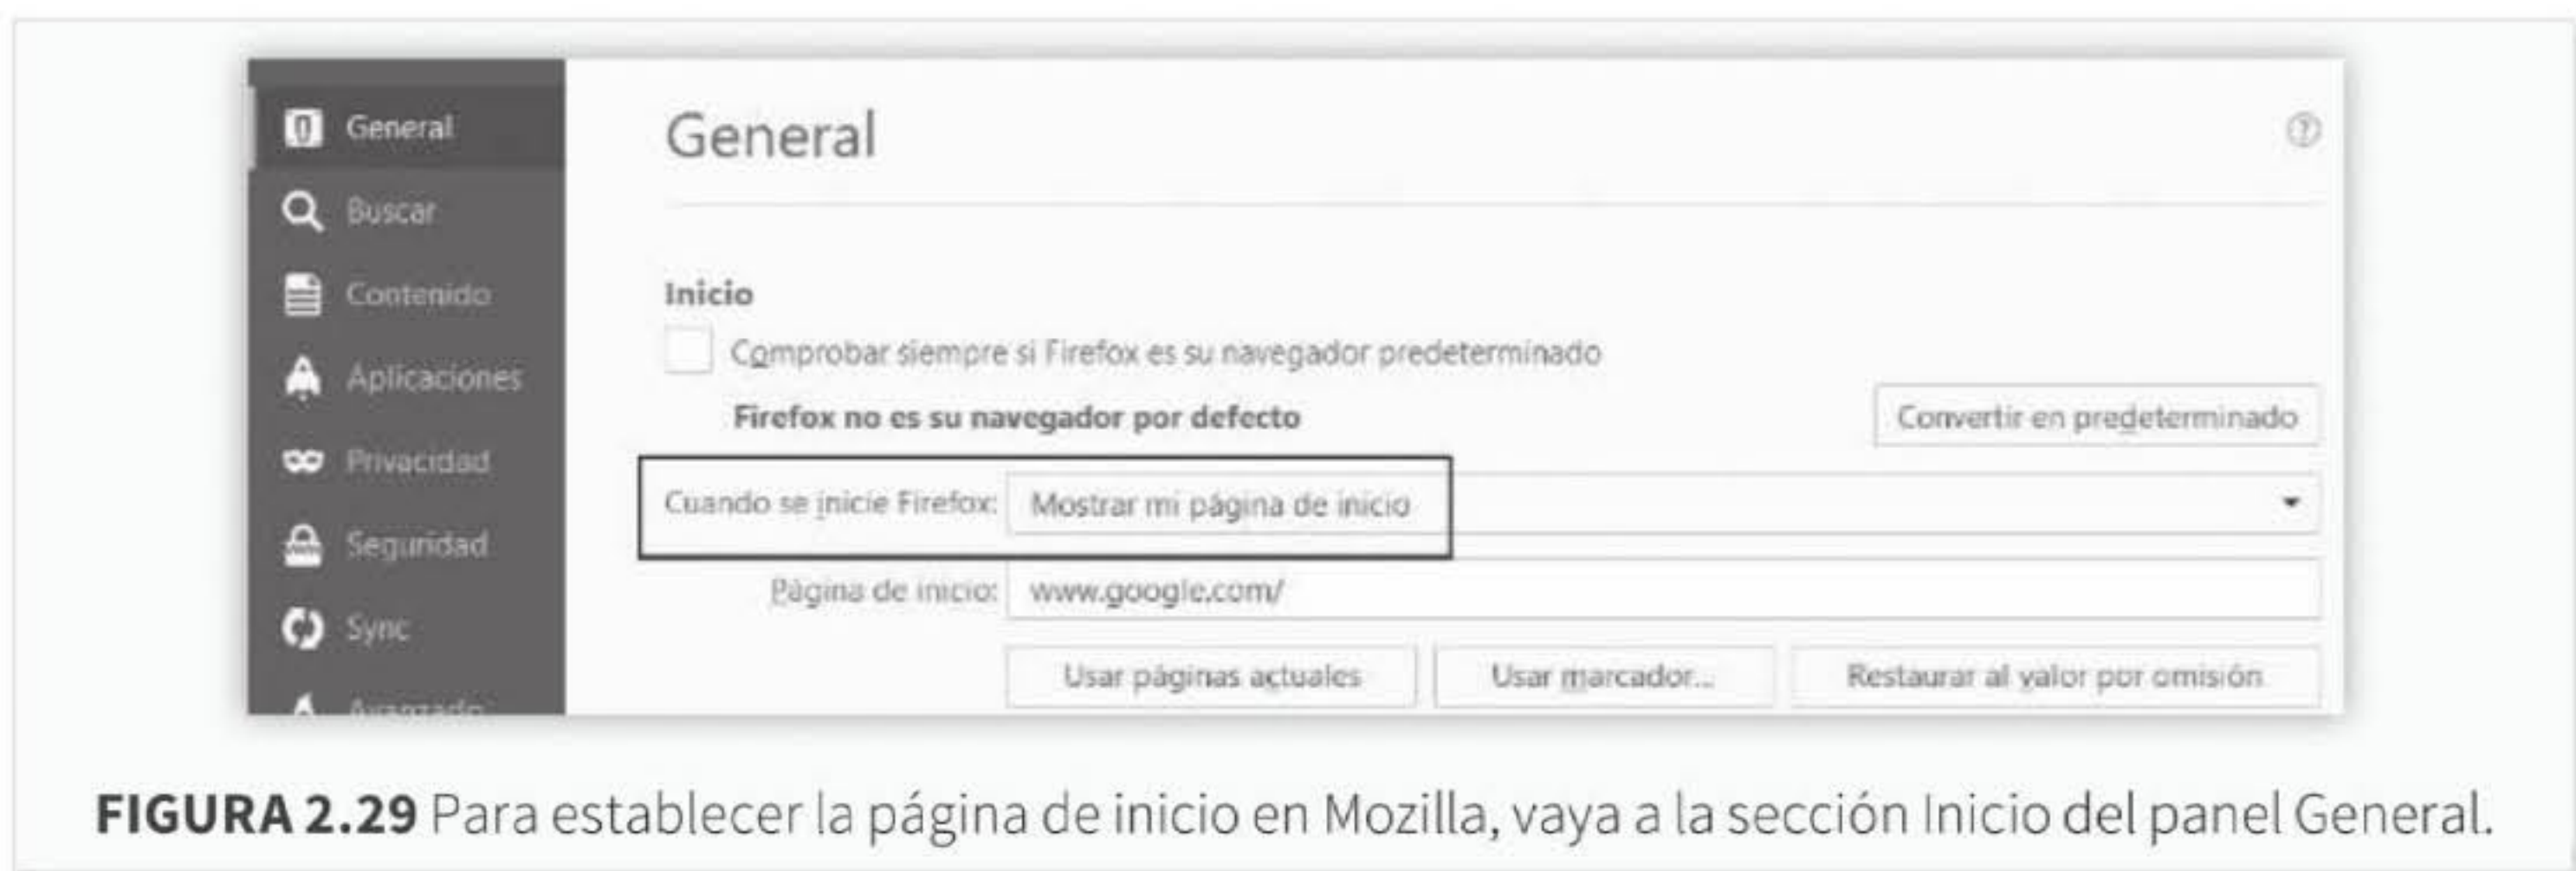 General
Buscar
Contenido
Aplicaciones
Privacidad
Seguridad
Sync
Avanzado
General
Inicio
Comprobar siempre si Firefox es su navegador predeterminado
Firefox no es su navegador por defecto
Convertir en predeterminado
Cuando se inicie Firefox: Mostrar mi página de inicio
Página de inicio: www.google.com/
Usar páginas actuales Usar marcador... Restaurar al valor por omisión
FIGURA 2.29 Para establecer la página de inicio en Mozilla, vaya a la sección Inicio del panel General.